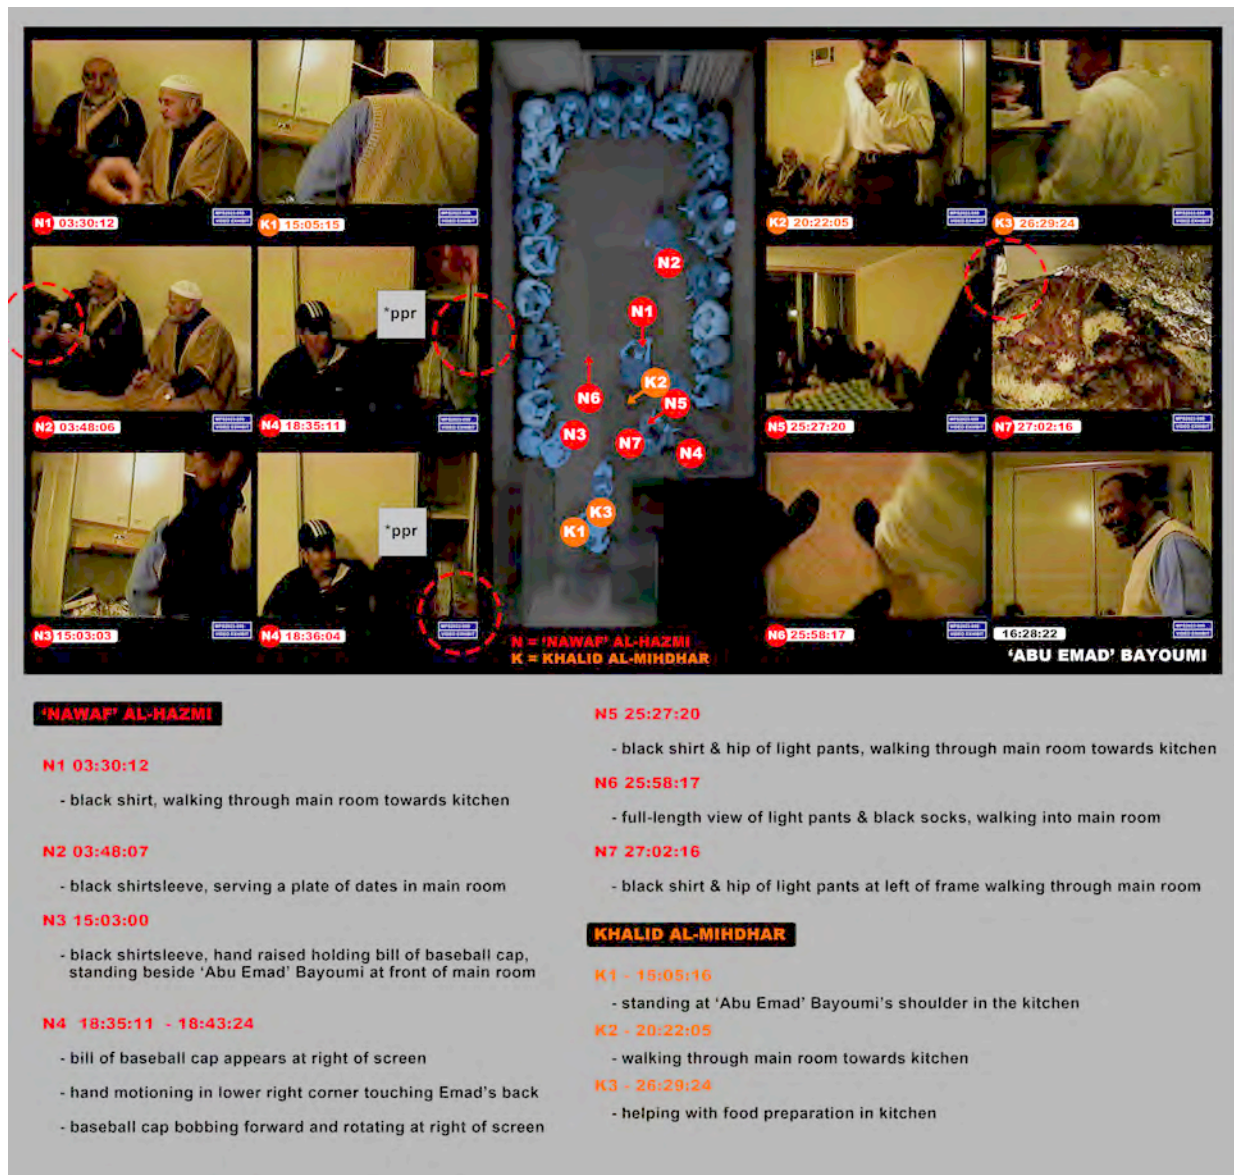 N1 03:30:12
K1 15:05:15
K2 20:22:05
K3 26:29:24
N2
N1
*ppr
K2
N6
N5
N3
N7
N4
N2 03:48:06
N4 18:35:11
N5 25:27:20
N7 27:02:16
*ppr
K3
K1
N3 15:03:03
N4 18:36:04
N = 'NAWAF' AL-HAZMI
K = KHALID AL-MIHDHAR
N6 25:58:17
16:28:22
'ABU EMAD' BAYOUMI
'NAWAF' AL-HAZMI
N1 03:30:12
- black shirt, walking through main room towards kitchen
N2 03:48:07
- black shirtsleeve, serving a plate of dates in main room
N3 15:03:00
- black shirtsleeve, hand raised holding bill of baseball cap,
standing beside 'Abu Emad' Bayoumi at front of main room
N4 18:35:11 - 18:43:24
- bill of baseball cap appears at right of screen
- hand motioning in lower right corner touching Emad's back
- baseball cap bobbing forward and rotating at right of screen
N5 25:27:20
- black shirt & hip of light pants, walking through main room towards kitchen
N6 25:58:17
- full-length view of light pants & black socks, walking into main room
N7 27:02:16
- black shirt & hip of light pants at left of frame walking through main room
KHALID AL-MIHDHAR
K1 - 15:05:16
- standing at 'Abu Emad' Bayoumi's shoulder in the kitchen
K2 - 20:22:05
- walking through main room towards kitchen
K3 - 26:29:24
- helping with food preparation in kitchen